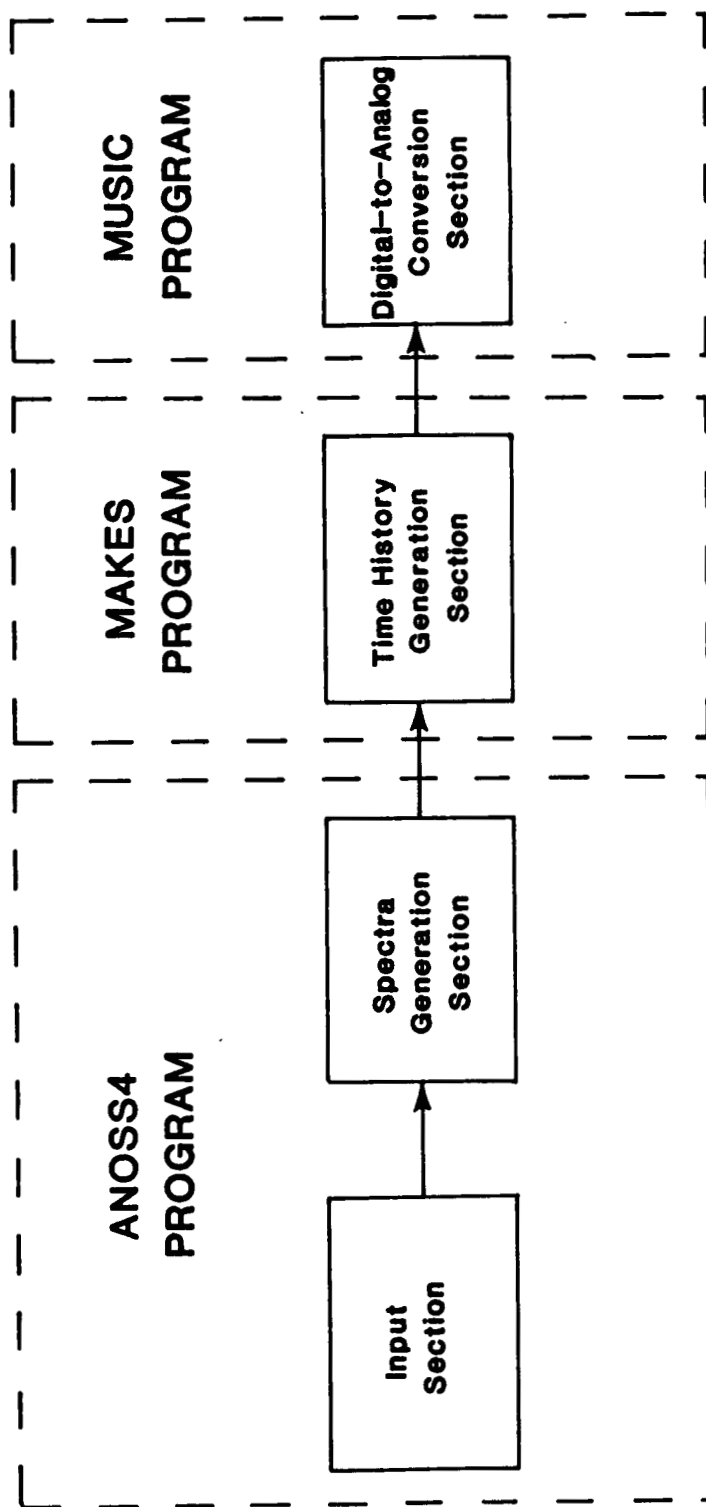 ANOSS4
PROGRAM
Input
Section
Spectra
Generation
Section
MAKES
PROGRAM
Time History
Generation
Section
MUSIC
PROGRAM
Digital-to-Analog
Conversion
Section